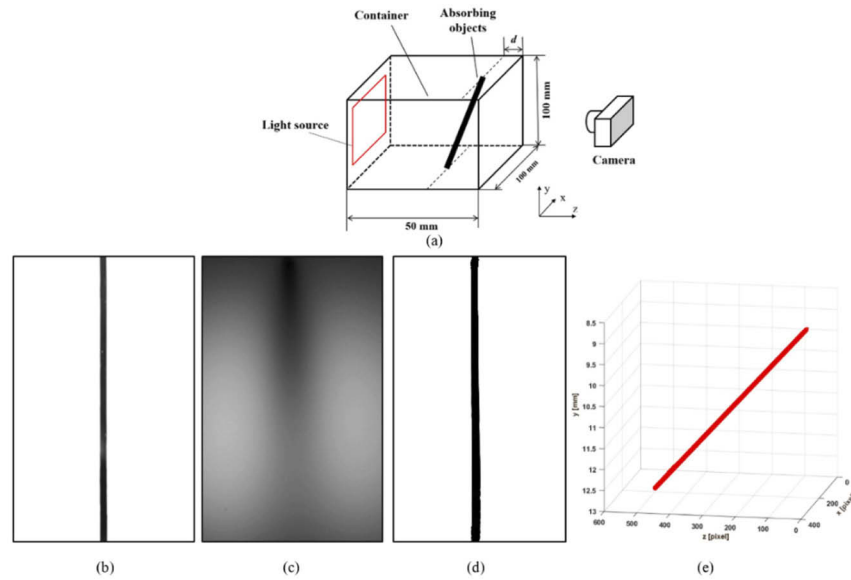 Container
Absorbing
objects
d
Light source
100 mm
100 mm
Camera
y
x
z
50 mm
(a)
8.5
9
9.5
10
10.5
11
11.5
12
12.5
13
y [mm]
600
500
400
300
200
100
0
z [pixel]
0
200
400
x [pixel]
(b)
(c)
(d)
(e)